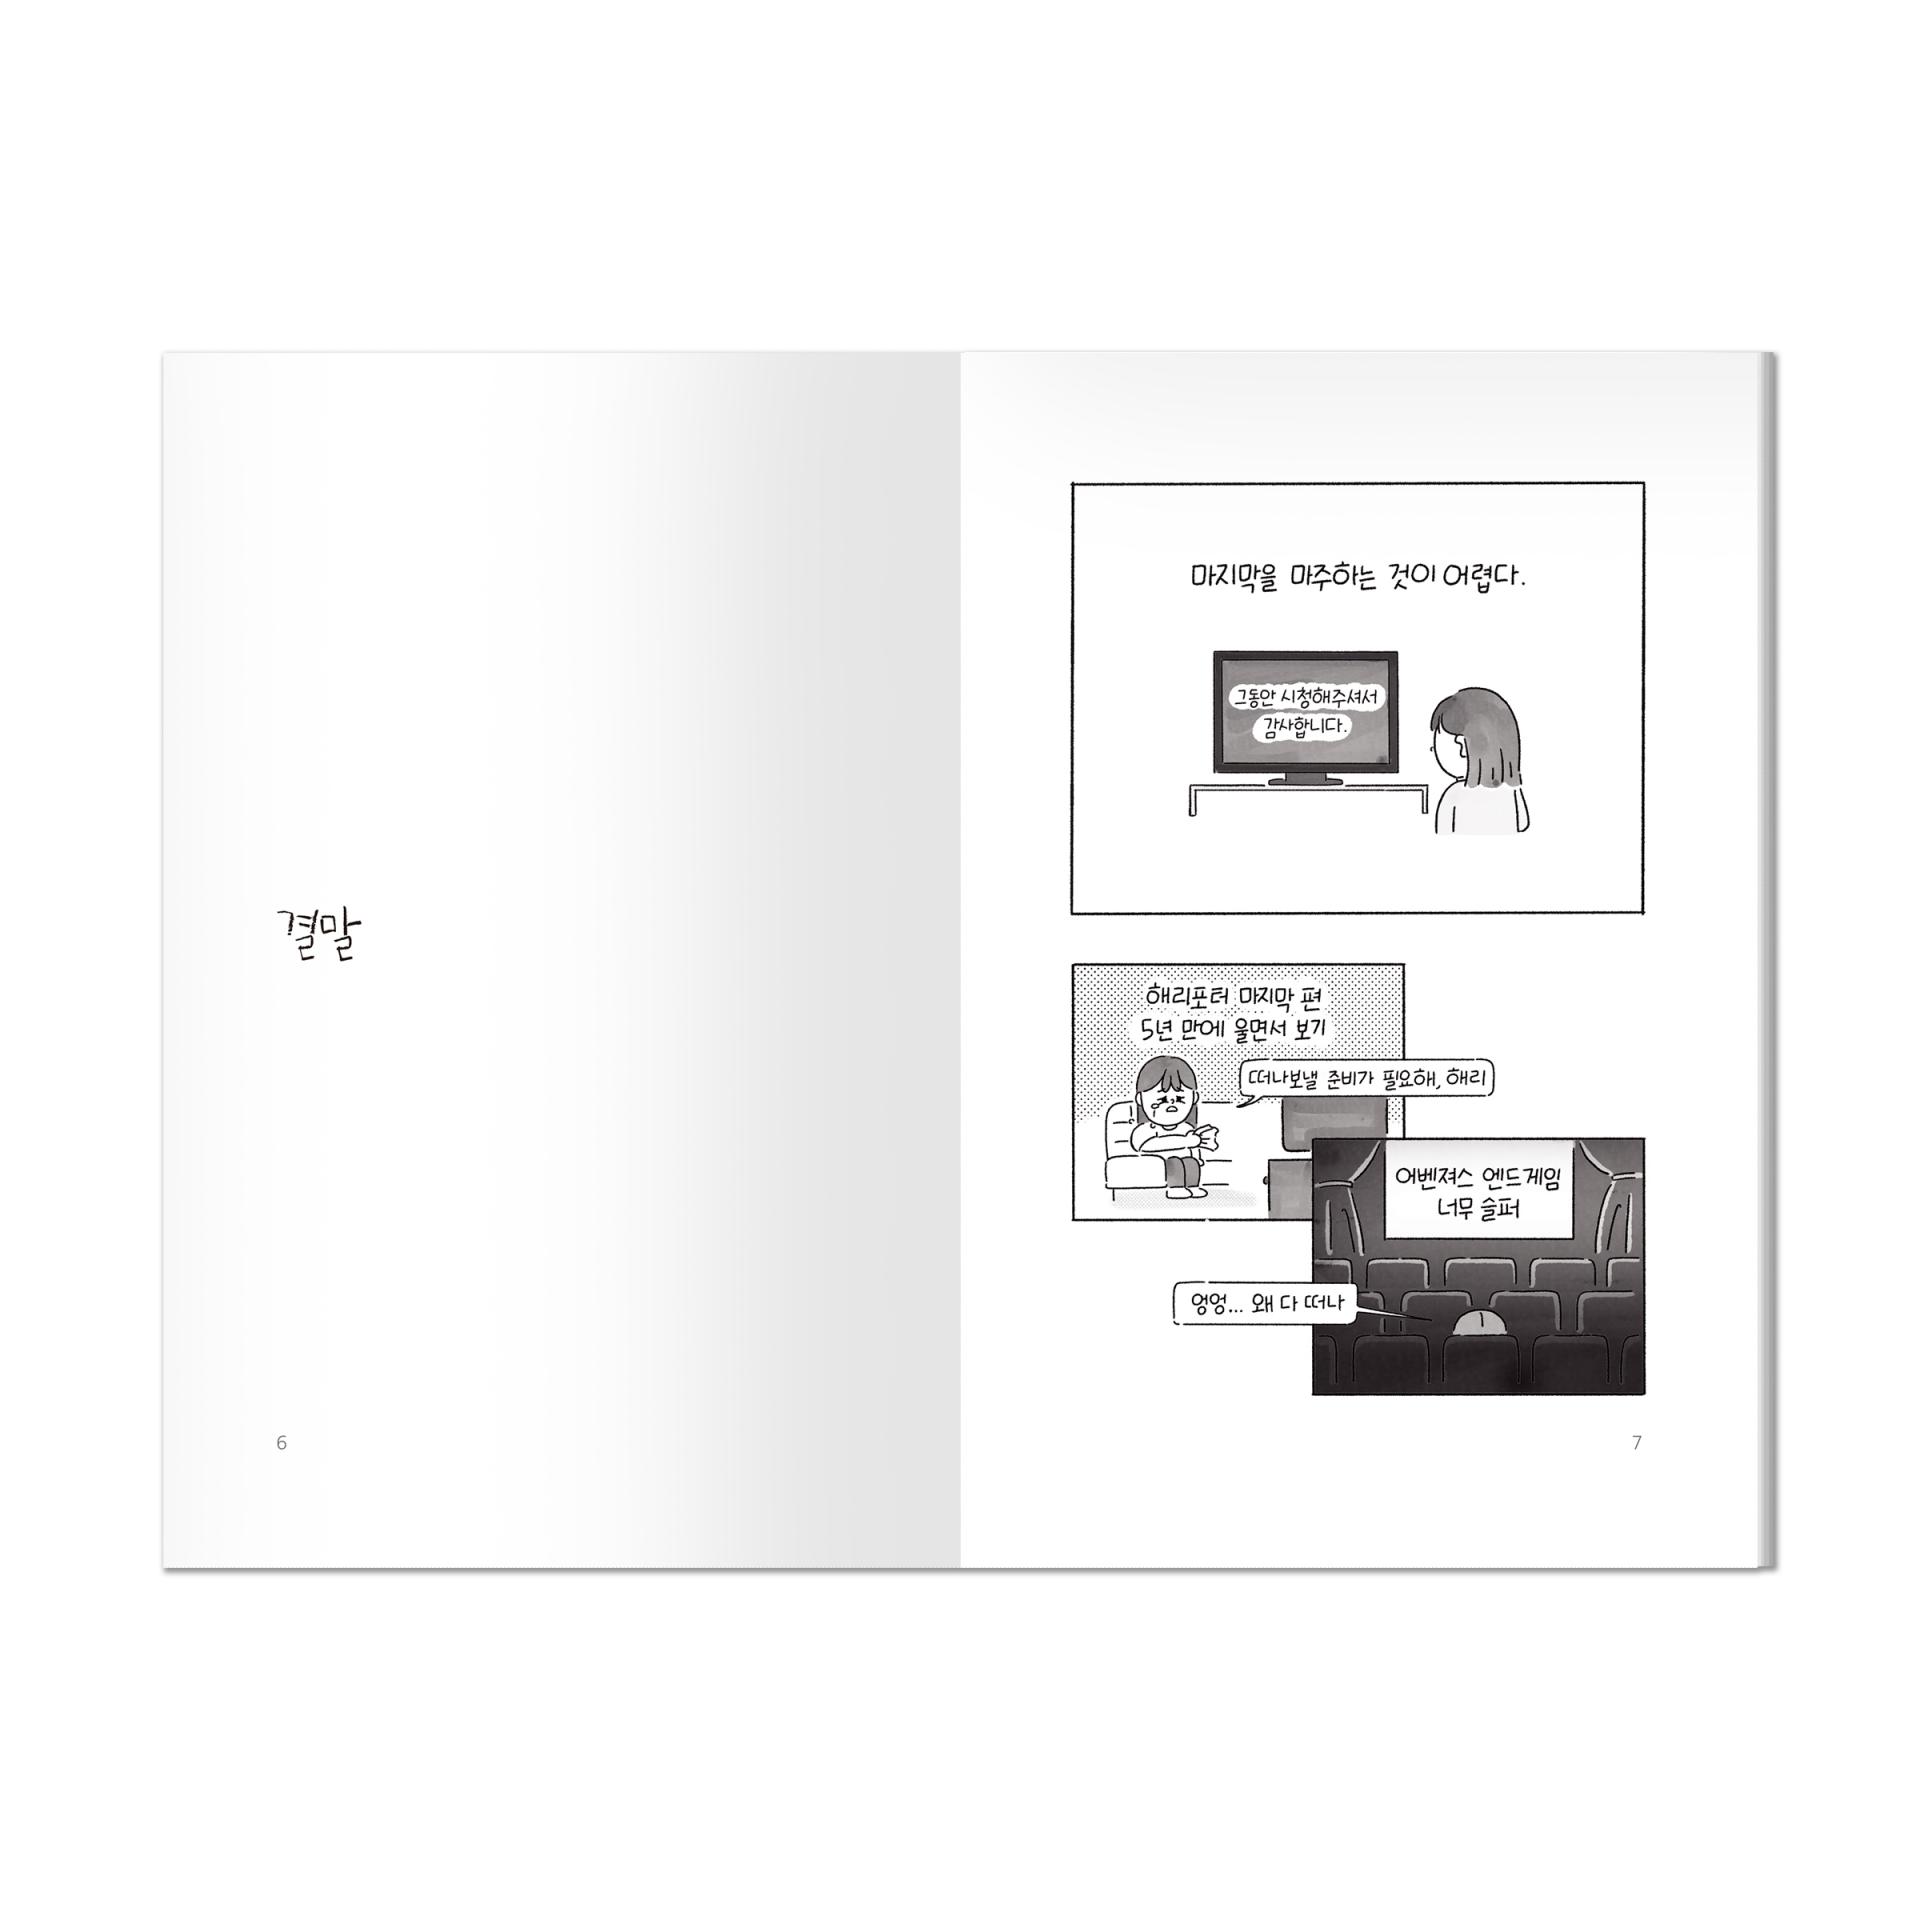 결말
6
마지막을 마주하는 것이 어렵다.
그동안 시청해주셔서
감사합니다.
해리포터 마지막 편
5년 만에 울면서 보기
떠나보낼 준비가 필요해, 해리
어벤져스 엔드게임
너무 슬퍼
엉엉... 왜 다 떠나
7